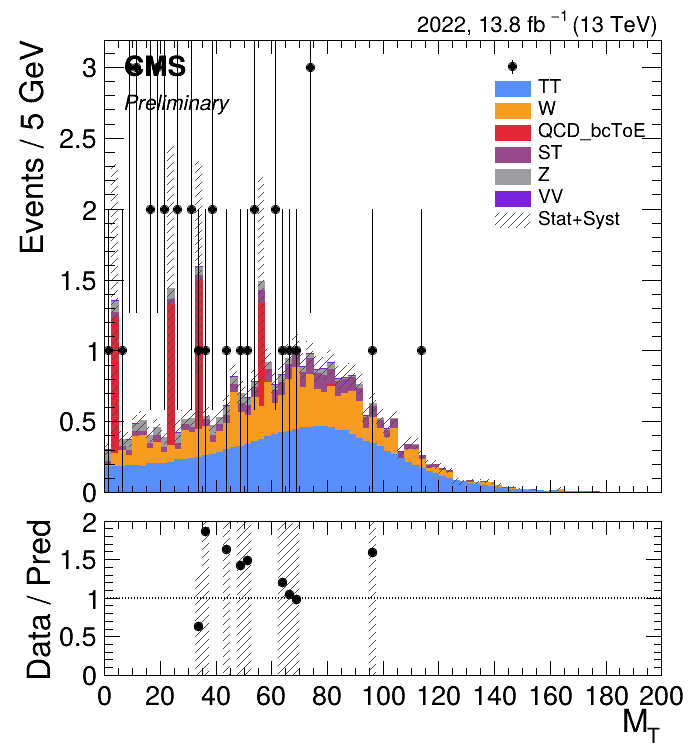 2022, 13.8 fb⁻¹ (13 TeV)
CMS
Preliminary
TT
W
QCD_bcToE
ST
Z
VV
Stat+Syst
Events / 5 GeV
3
2.5
2
1.5
1
0.5
0
Data / Pred
2
1.5
1
0.5
0
0 20 40 60 80 100 120 140 160 180 200
M_T